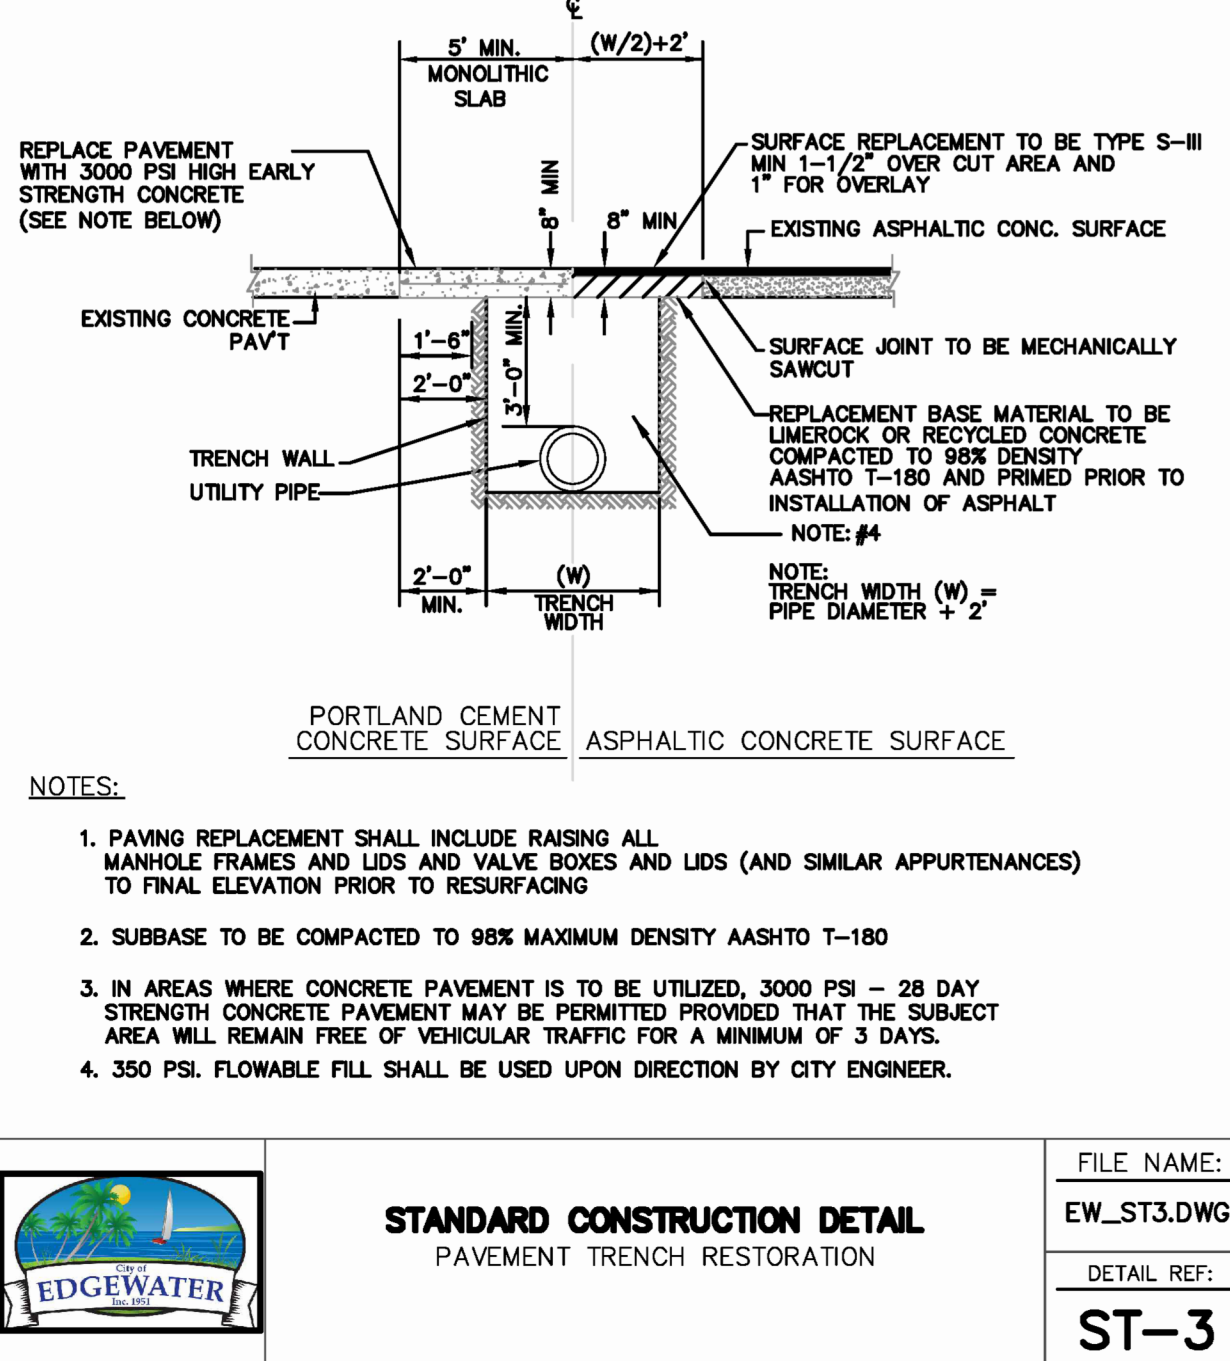 ℄
5' MIN.
(W/2)+2'
MONOLITHIC
SLAB
REPLACE PAVEMENT
WITH 3000 PSI HIGH EARLY
STRENGTH CONCRETE
(SEE NOTE BELOW)
8" MIN
8" MIN
SURFACE REPLACEMENT TO BE TYPE S-III
MIN 1-1/2" OVER CUT AREA AND
1" FOR OVERLAY
EXISTING ASPHALTIC CONC. SURFACE
EXISTING CONCRETE
PAV'T
1'-6"
2'-0"
3'-0" MIN.
SURFACE JOINT TO BE MECHANICALLY
SAWCUT
REPLACEMENT BASE MATERIAL TO BE
LIMEROCK OR RECYCLED CONCRETE
COMPACTED TO 98% DENSITY
AASHTO T-180 AND PRIMED PRIOR TO
INSTALLATION OF ASPHALT
TRENCH WALL
UTILITY PIPE
NOTE: #4
2'-0"
MIN.
(W)
TRENCH
WIDTH
NOTE:
TRENCH WIDTH (W) =
PIPE DIAMETER + 2'
PORTLAND CEMENT
CONCRETE SURFACE
ASPHALTIC CONCRETE SURFACE
NOTES:
1. PAVING REPLACEMENT SHALL INCLUDE RAISING ALL
MANHOLE FRAMES AND LIDS AND VALVE BOXES AND LIDS (AND SIMILAR APPURTENANCES)
TO FINAL ELEVATION PRIOR TO RESURFACING
2. SUBBASE TO BE COMPACTED TO 98% MAXIMUM DENSITY AASHTO T-180
3. IN AREAS WHERE CONCRETE PAVEMENT IS TO BE UTILIZED, 3000 PSI - 28 DAY
STRENGTH CONCRETE PAVEMENT MAY BE PERMITTED PROVIDED THAT THE SUBJECT
AREA WILL REMAIN FREE OF VEHICULAR TRAFFIC FOR A MINIMUM OF 3 DAYS.
4. 350 PSI. FLOWABLE FILL SHALL BE USED UPON DIRECTION BY CITY ENGINEER.
City of
EDGEWATER
Inc. 1951
STANDARD CONSTRUCTION DETAIL
PAVEMENT TRENCH RESTORATION
FILE NAME:
EW_ST3.DWG
DETAIL REF:
ST-3